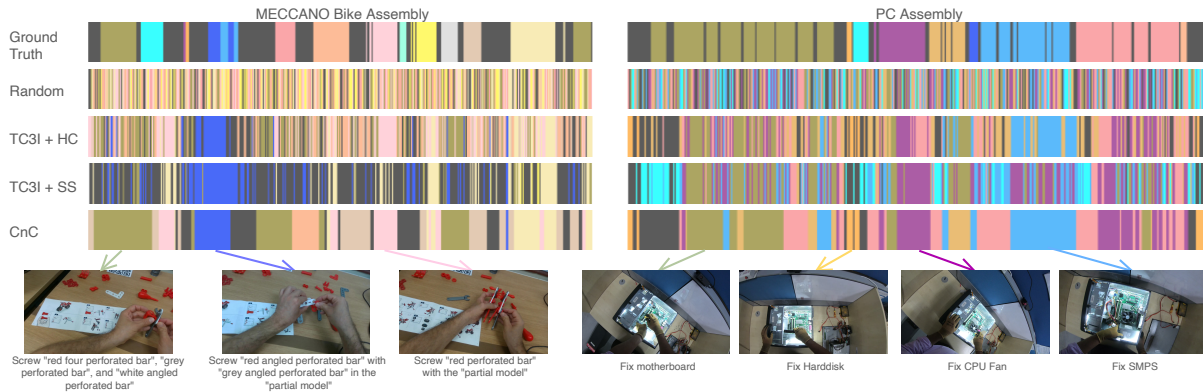 MECCANO Bike Assembly
PC Assembly
Ground
Truth
Random
TC3I + HC
TC3I + SS
CnC
Screw "red four perforated bar", "grey
perforated bar", and "white angled
perforated bar"
Screw "red angled perforated bar" with
"grey angled perforated bar" in the
"partial model"
Screw "red perforated bar"
with the "partial model"
Fix motherboard
Fix Harddisk
Fix CPU Fan
Fix SMPS